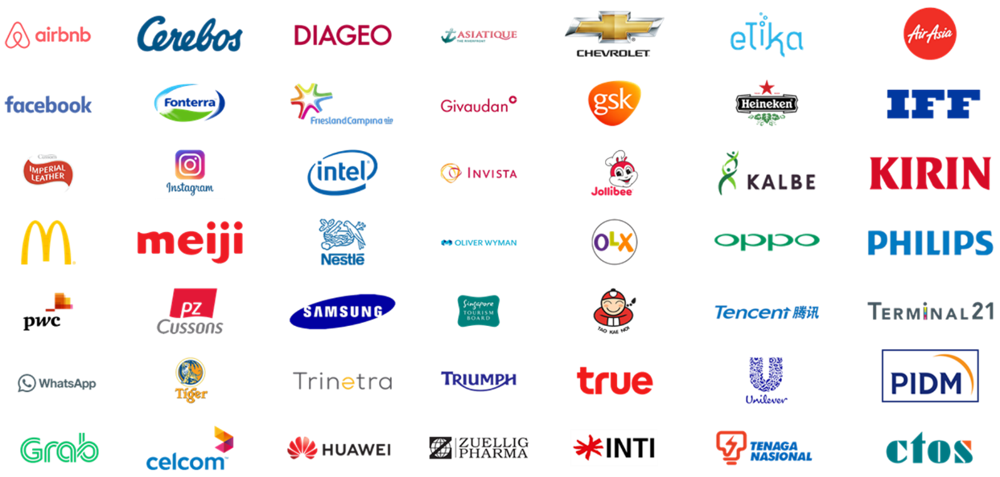 airbnb
Cerebos
DIAGEO
ASIATIQUE
THE RIVERFRONT
CHEVROLET
eTika
AirAsia
facebook
Fonterra
FrieslandCampina
Givaudan
gsk
Heineken
IFF
Cussons
IMPERIAL
LEATHER
Instagram
intel
INVISTA
Jollibee
KALBE
KIRIN
meiji
Nestlé
OLIVER WYMAN
OLX
oppo
PHILIPS
pwc
PZ
Cussons
SAMSUNG
Singapore
TOURISM
BOARD
TAO KAE NOI
Tencent 腾讯
TERMINAL 21
WhatsApp
Tiger
Trinetra
TRIUMPH
true
Unilever
PIDM
Grab
celcom
HUAWEI
ZUELLIG
PHARMA
INTI
TENAGA
NASIONAL
ctos